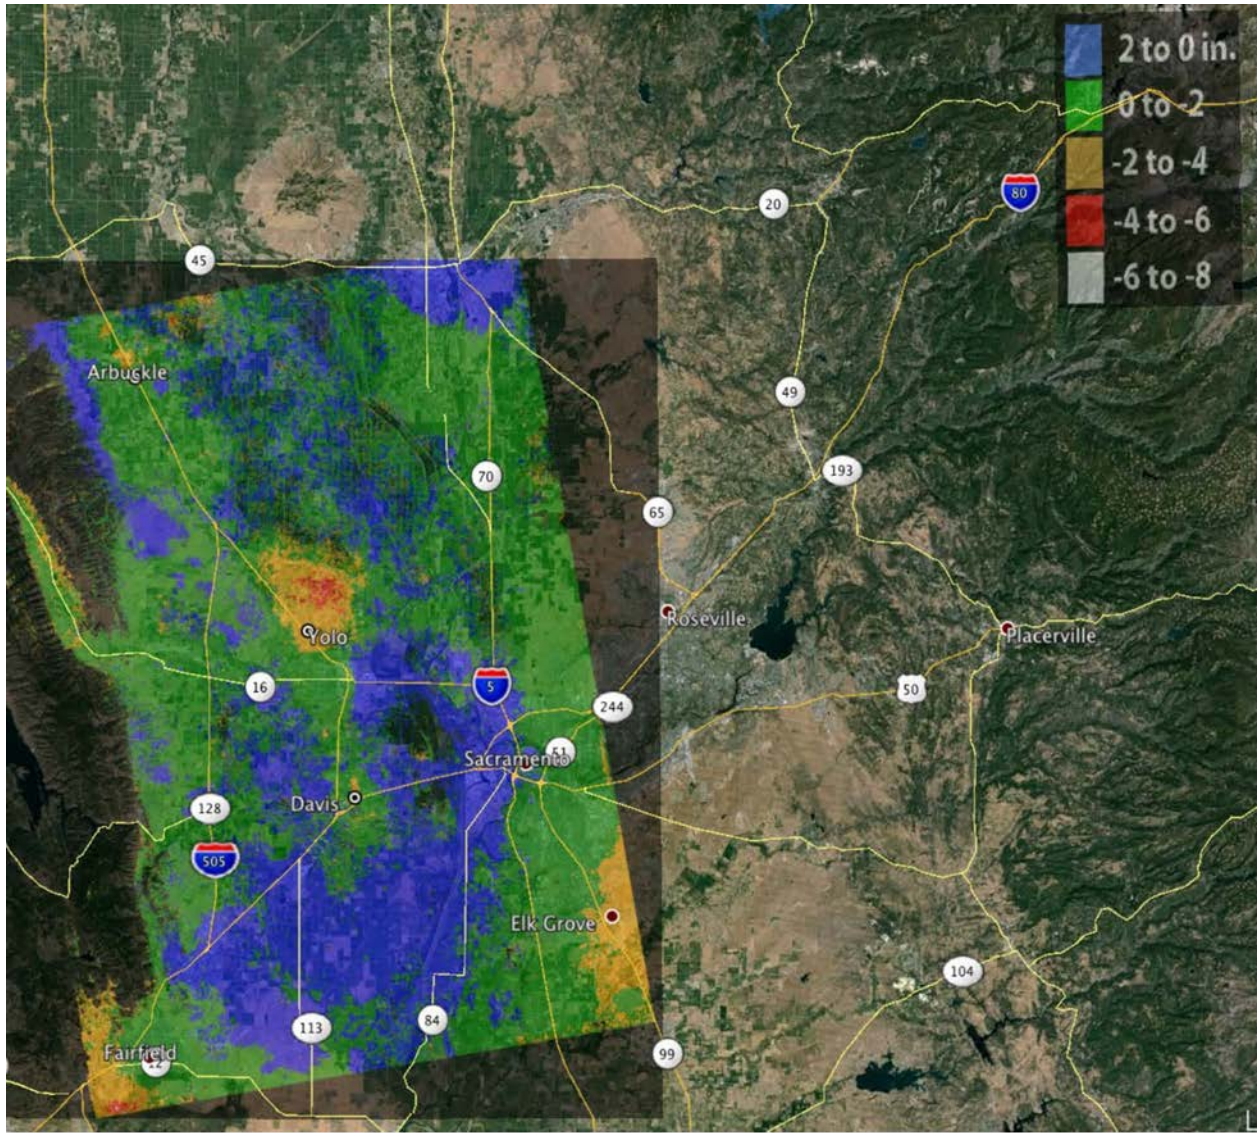 2 to 0 in.
0 to -2
-2 to -4
-4 to -6
-6 to -8
80
20
45
Arbuckle
49
70
193
65
Roseville
Yolo
Placerville
16
5
50
244
51
Sacramento
Davis
128
505
Elk Grove
104
113
84
Fairfield
12
99
L